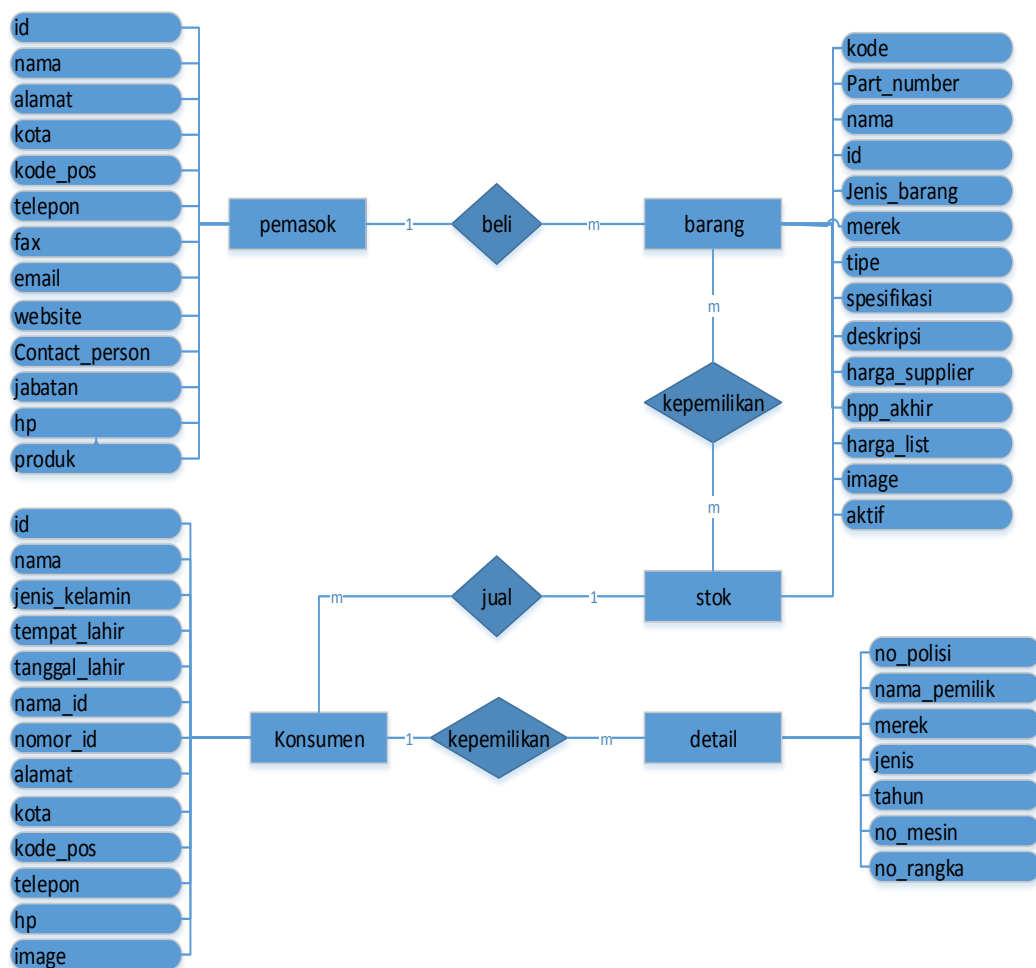 id
nama
alamat
kota
kode_pos
telepon
fax
email
website
Contact_person
jabatan
hp
produk
pemasok
1
beli
m
barang
kode
Part_number
nama
id
Jenis_barang
merek
tipe
spesifikasi
deskripsi
harga_supplier
hpp_akhir
harga_list
image
aktif
m
kepemilikan
m
m
jual
1
stok
id
nama
jenis_kelamin
tempat_lahir
tanggal_lahir
nama_id
nomor_id
alamat
kota
kode_pos
telepon
hp
image
Konsumen
1
kepemilikan
m
detail
no_polisi
nama_pemilik
merek
jenis
tahun
no_mesin
no_rangka